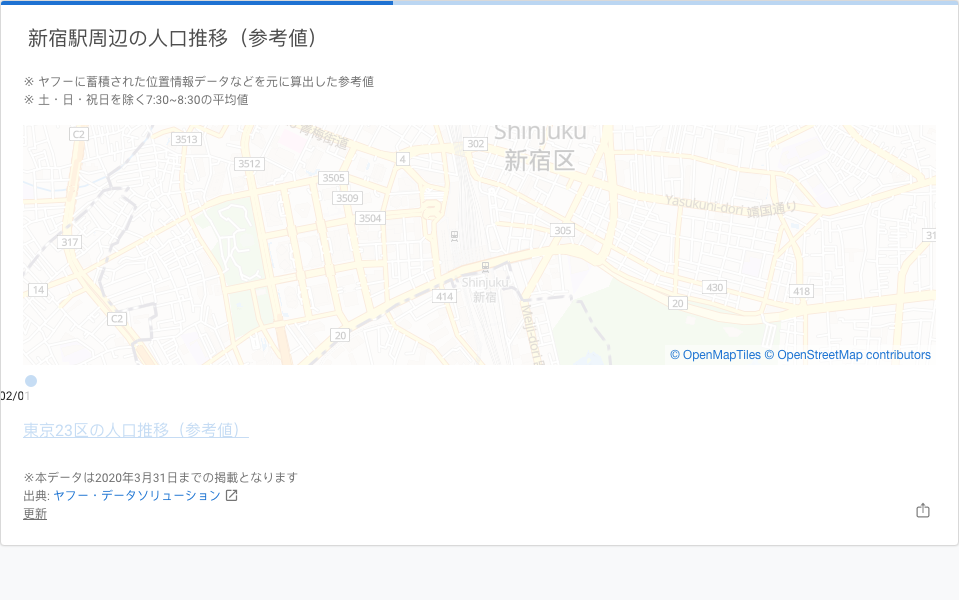 新宿駅周辺の人口推移（参考値）
※ ヤフーに蓄積された位置情報データなどを元に算出した参考値
※ 土・日・祝日を除く7:30~8:30の平均値
C2
3513
青梅街道
302
Shinjuku
新宿区
3512
4
3505
3509
3504
Yasukuni-dori 靖国通り
317
305
31
14
414
Shinjuku
新宿
430
418
20
C2
20
Meiji-dori
© OpenMapTiles © OpenStreetMap contributors
02/01
東京23区の人口推移（参考値）
※本データは2020年3月31日までの掲載となります
出典: ヤフー・データソリューション
更新